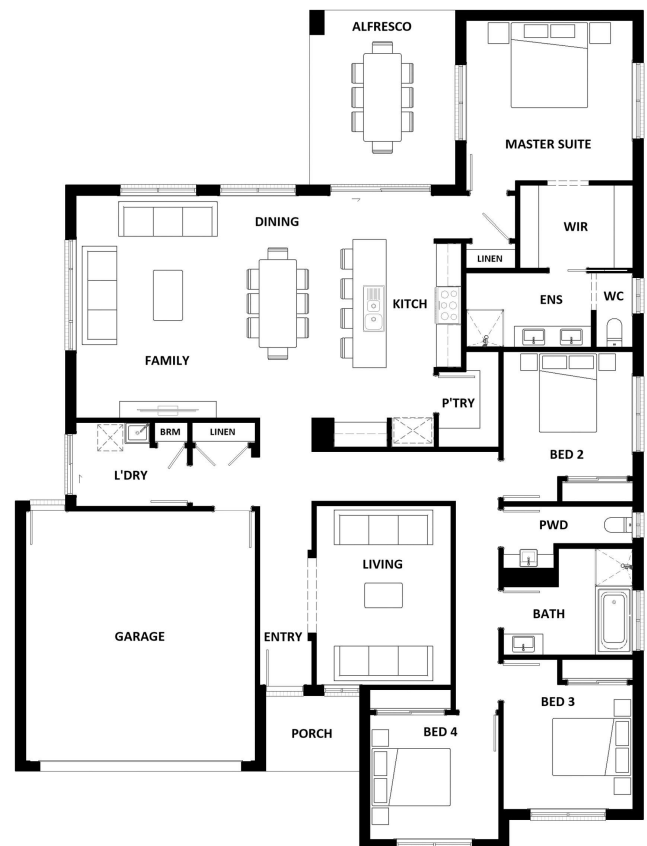 ALFRESCO
MASTER SUITE
DINING
WIR
LINEN
ENS
WC
KITCH
FAMILY
P'TRY
BRM
LINEN
BED 2
L'DRY
PWD
LIVING
BATH
GARAGE
ENTRY
BED 3
PORCH
BED 4